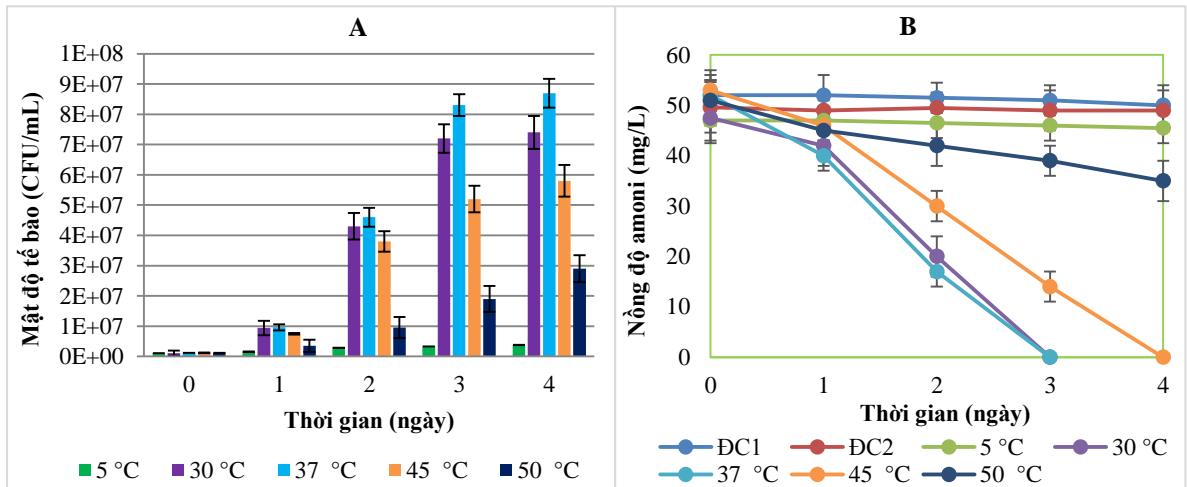 A
Mật độ tế bào (CFU/mL)
1E+08
9E+07
8E+07
7E+07
6E+07
5E+07
4E+07
3E+07
2E+07
1E+07
0E+00
0 1 2 3 4
Thời gian (ngày)
5 °C 30 °C 37 °C 45 °C 50 °C
B
Nồng độ amoni (mg/L)
60
50
40
30
20
10
0
0 1 2 3 4
Thời gian (ngày)
ĐC1 ĐC2 5 °C 30 °C
37 °C 45 °C 50 °C